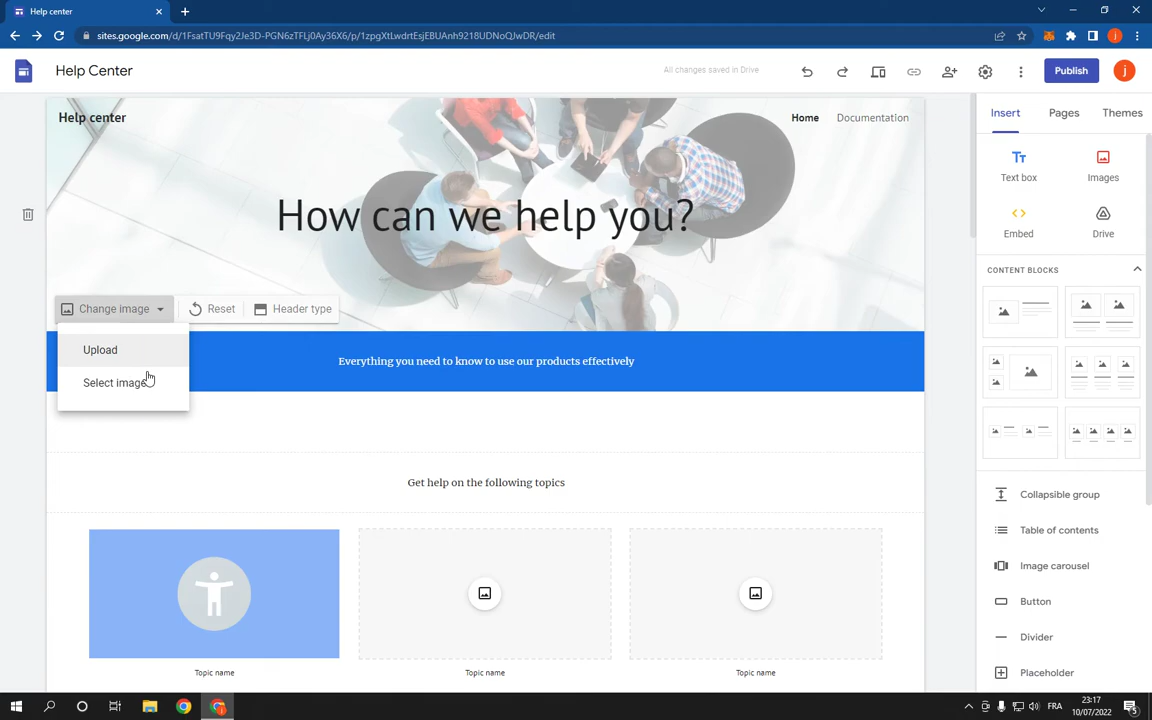 Help center
sites.google.com/d/1FsatTU9Fqy2Je3D-PGN6zTFLj0Ay36X6/p/1zpgXtLwdrtEsjEBUAnh9218UDNoQJwDr/edit
j
Help Center
All changes saved in Drive
Publish
j
Help center
Home
Documentation
How can we help you?
Change image
Reset
Header type
Upload
Select image
Everything you need to know to use our products effectively
Get help on the following topics
Topic name
Topic name
Topic name
Insert
Pages
Themes
Tт
Text box
Images
Embed
Drive
CONTENT BLOCKS
Collapsible group
Table of contents
Image carousel
Button
Divider
Placeholder
FRA
23:17
10/07/2022
5